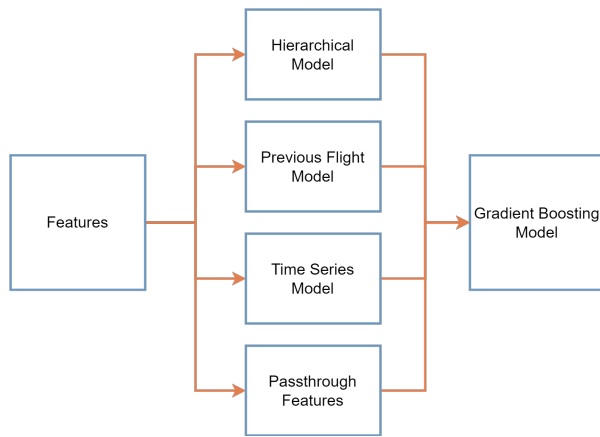 Features
Hierarchical
Model
Previous Flight
Model
Time Series
Model
Passthrough
Features
Gradient Boosting
Model